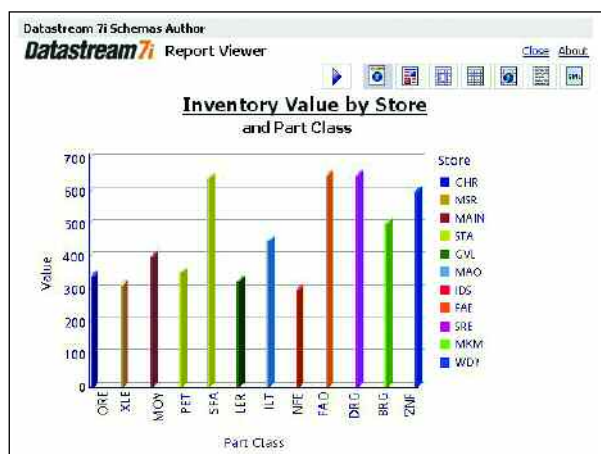 Datastream 7i Schemas Author
Datastream7i Report Viewer
Close About
Inventory Value by Store
and Part Class
700
600
500
400
300
200
100
0
Value
ORE
XLE
MOY
PET
SFA
LER
ILT
NFE
FAO
DRG
BRG
ZNF
Part Class
Store
CHR
MSR
MAIN
STA
GVL
MAO
IDS
FAE
SRE
MKM
WDY